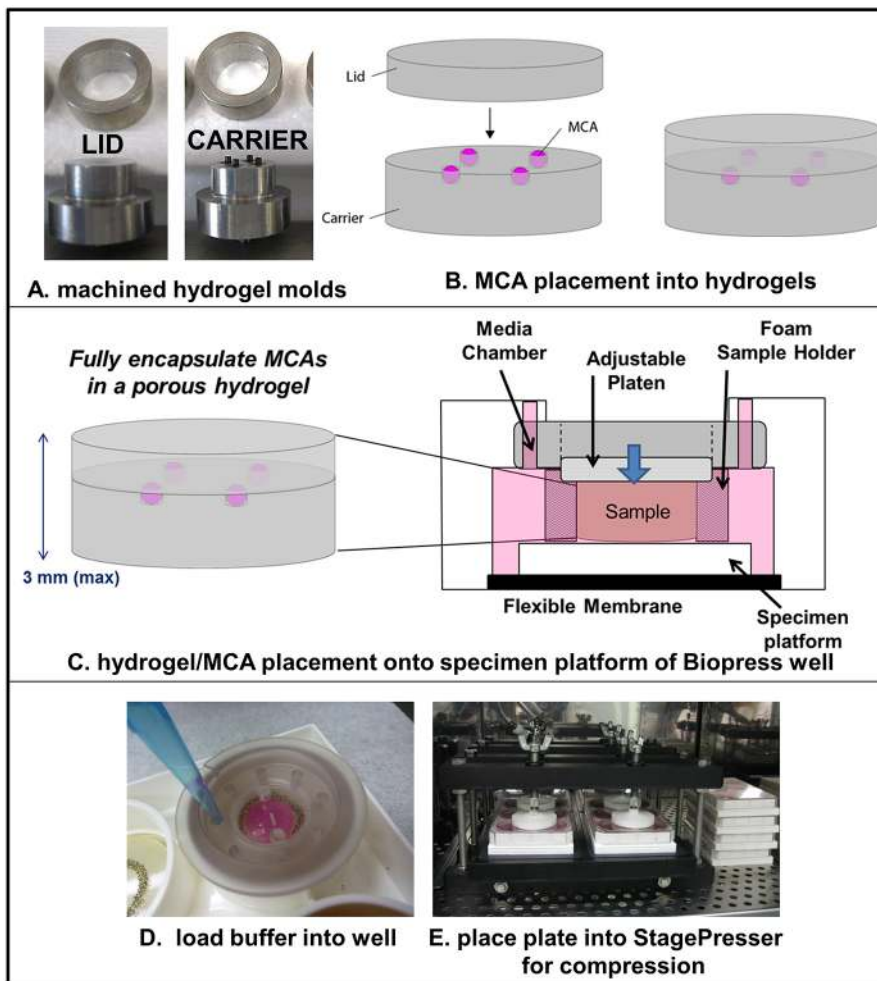 LID
CARRIER
A. machined hydrogel molds
Lid
MCA
Carrier
B. MCA placement into hydrogels
Fully encapsulate MCAs
in a porous hydrogel
3 mm (max)
Media
Chamber
Adjustable
Platen
Foam
Sample Holder
Sample
Flexible Membrane
Specimen
platform
C. hydrogel/MCA placement onto specimen platform of Biopress well
D. load buffer into well
E. place plate into StagePresser
for compression